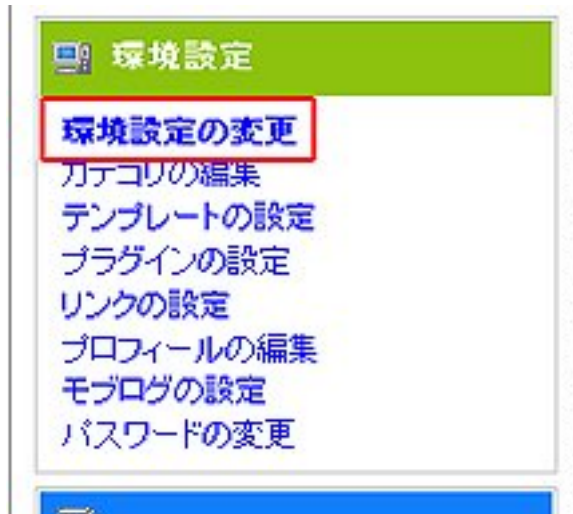 環境設定
環境設定の変更
カテゴリの編集
テンプレートの設定
プラグインの設定
リンクの設定
プロフィールの編集
モブログの設定
パスワードの変更